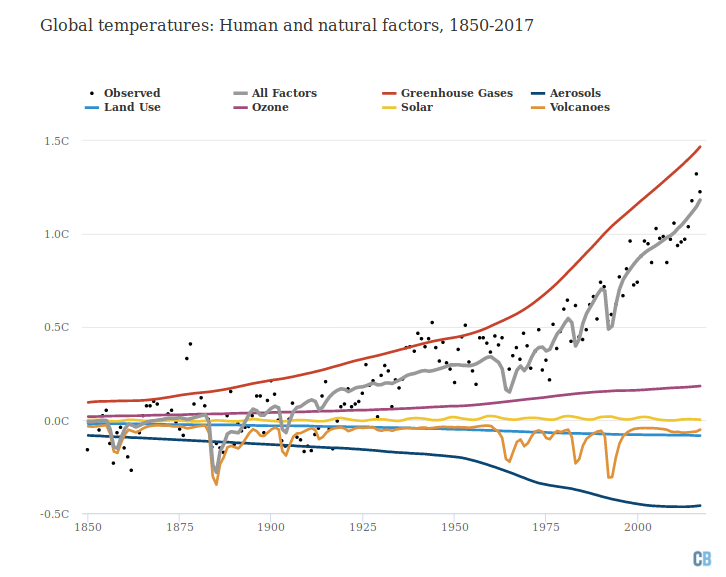 Global temperatures: Human and natural factors, 1850-2017
Observed All Factors Greenhouse Gases Aerosols
Land Use Ozone Solar Volcanoes
1.5C
1.0C
0.5C
0.0C
-0.5C
1850 1875 1900 1925 1950 1975 2000
CB